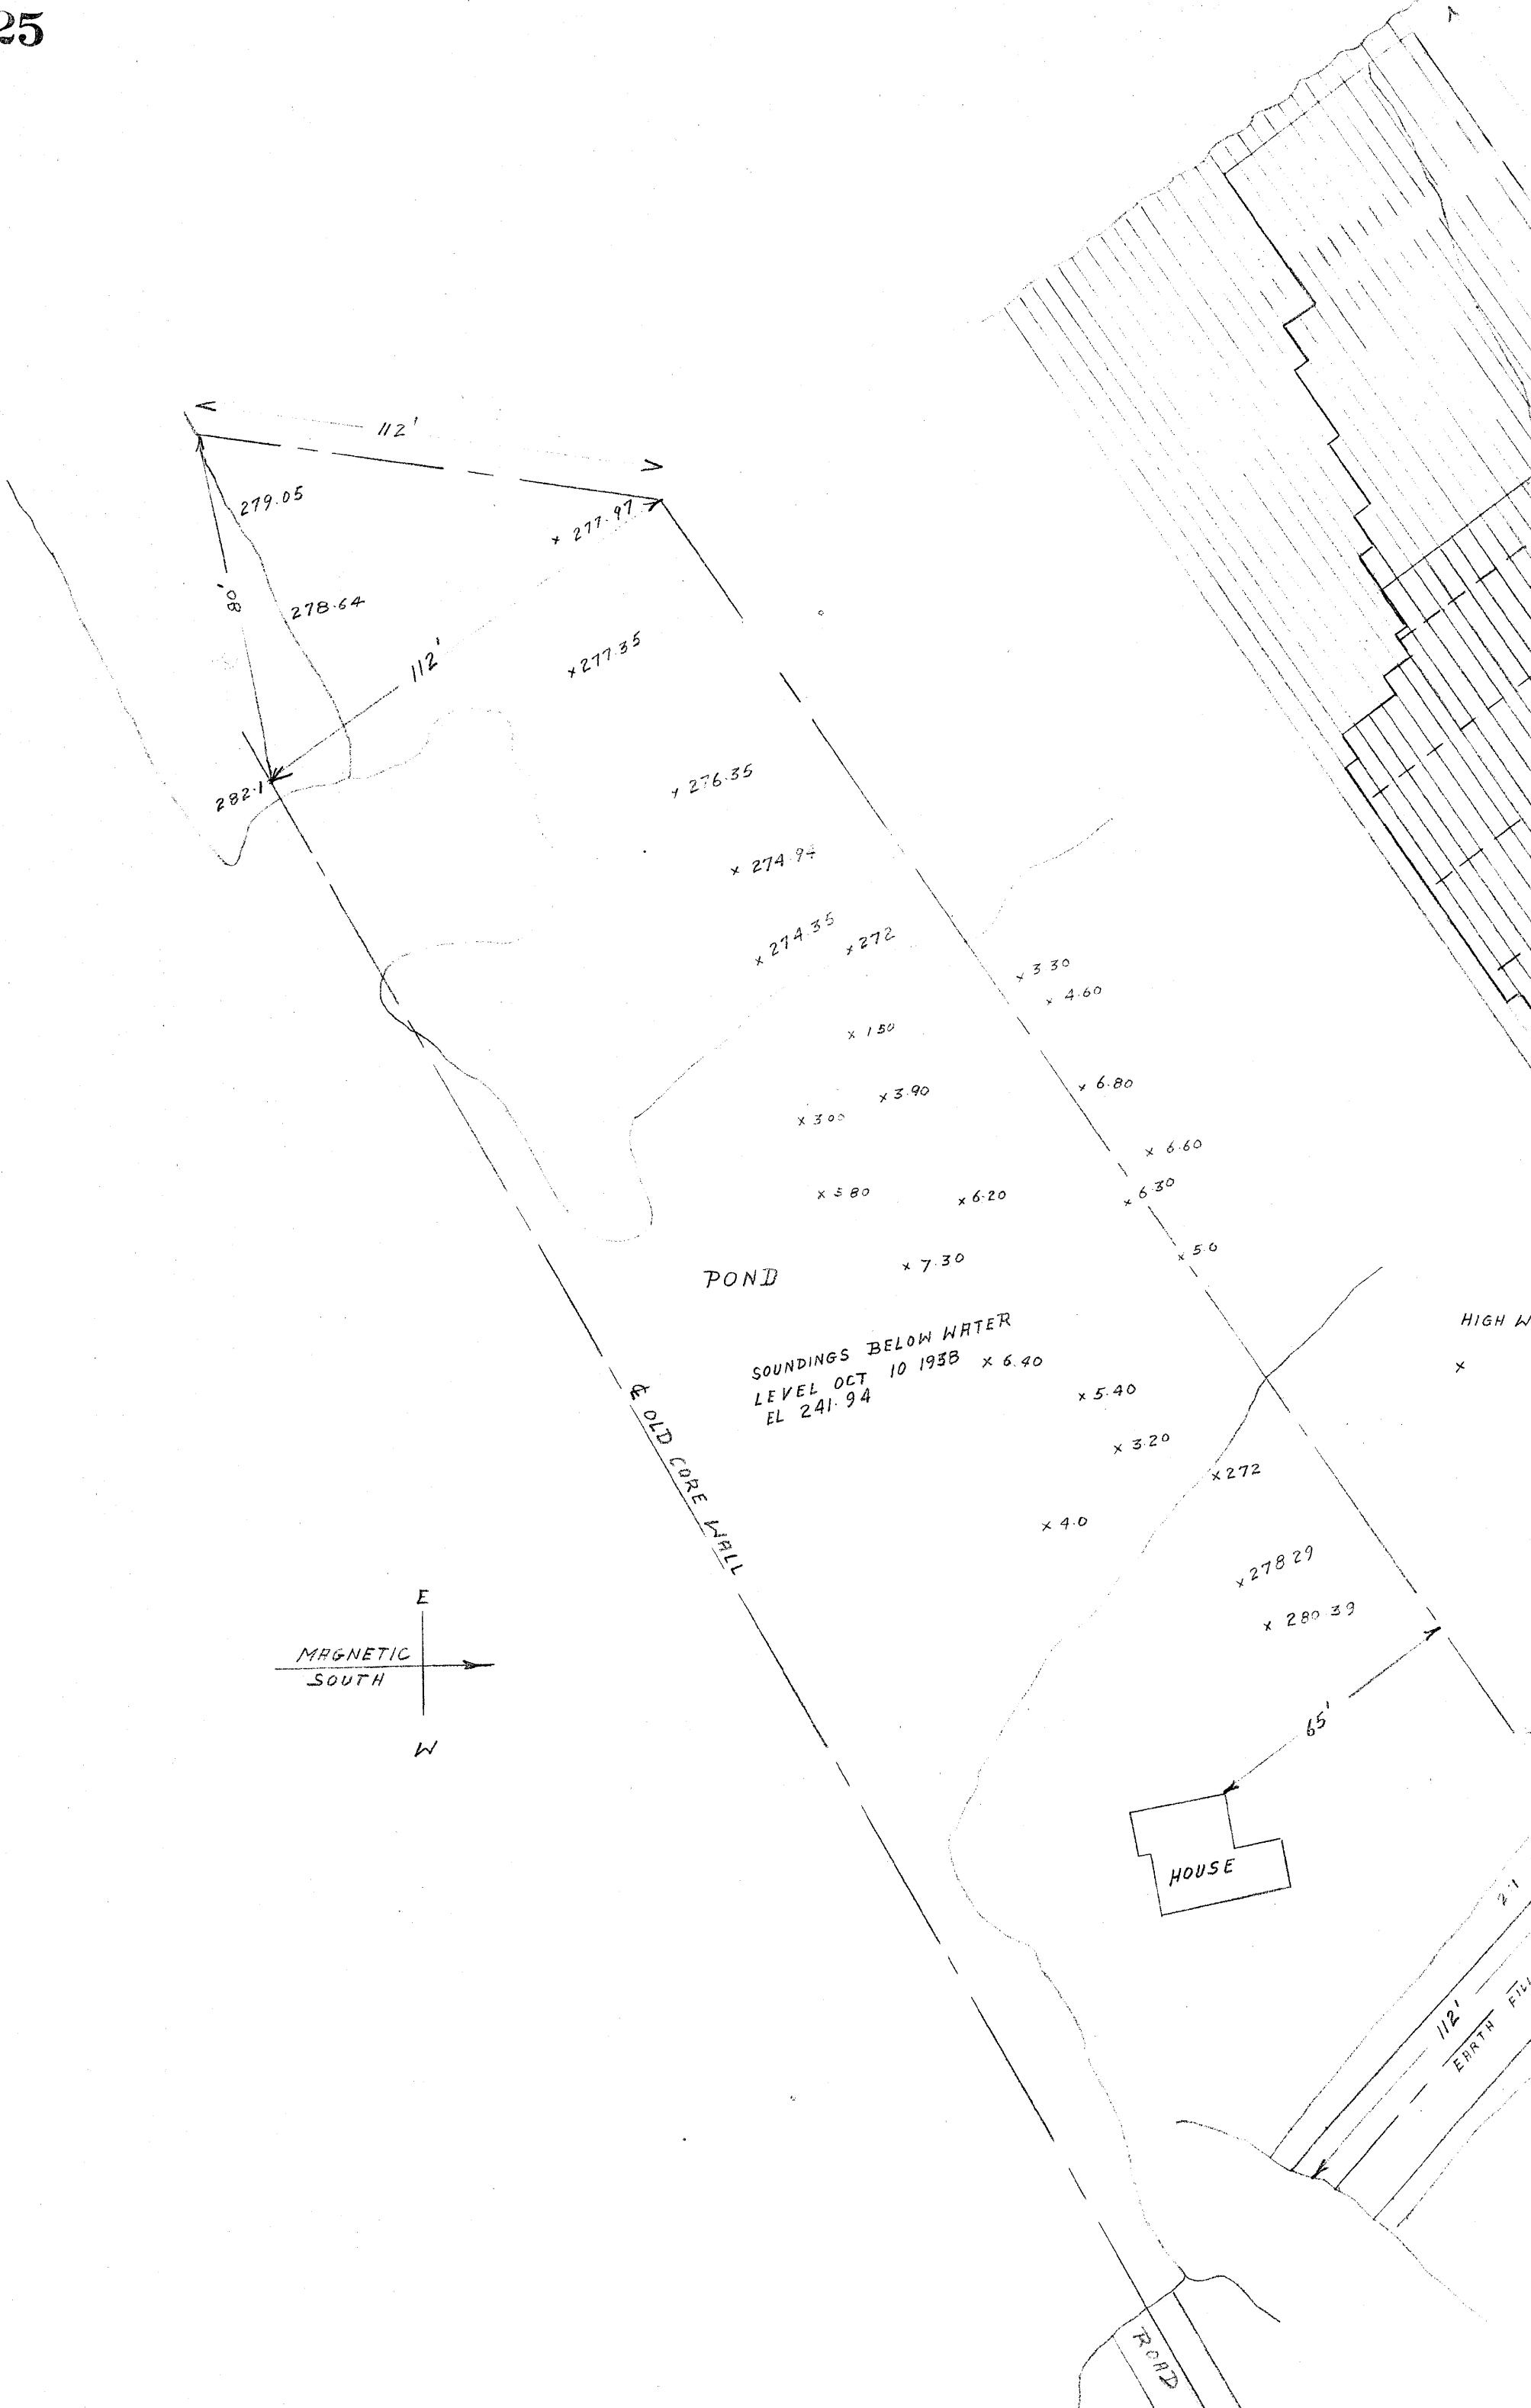 25
112'
279.05
× 277.97
80'
278.64
112'
× 277.35
282.1
× 276.35
× 274.94
× 274.35
× 272
× 3 30
× 4.60
× 1 50
× 3.90
× 6.80
× 3 00
× 6.60
× 5 80
× 6.20
× 6.30
× 5.0
POND
× 7.30
HIGH W
×
SOUNDINGS BELOW WATER
LEVEL OCT 10 1938
EL 241.94
× 6.40
× 5.40
× 3.20
× 272
℄ OLD CORE WALL
× 4.0
× 278 29
× 280 39
E
MAGNETIC
SOUTH
W
65'
HOUSE
2:1
112'
EARTH FILL
ROAD